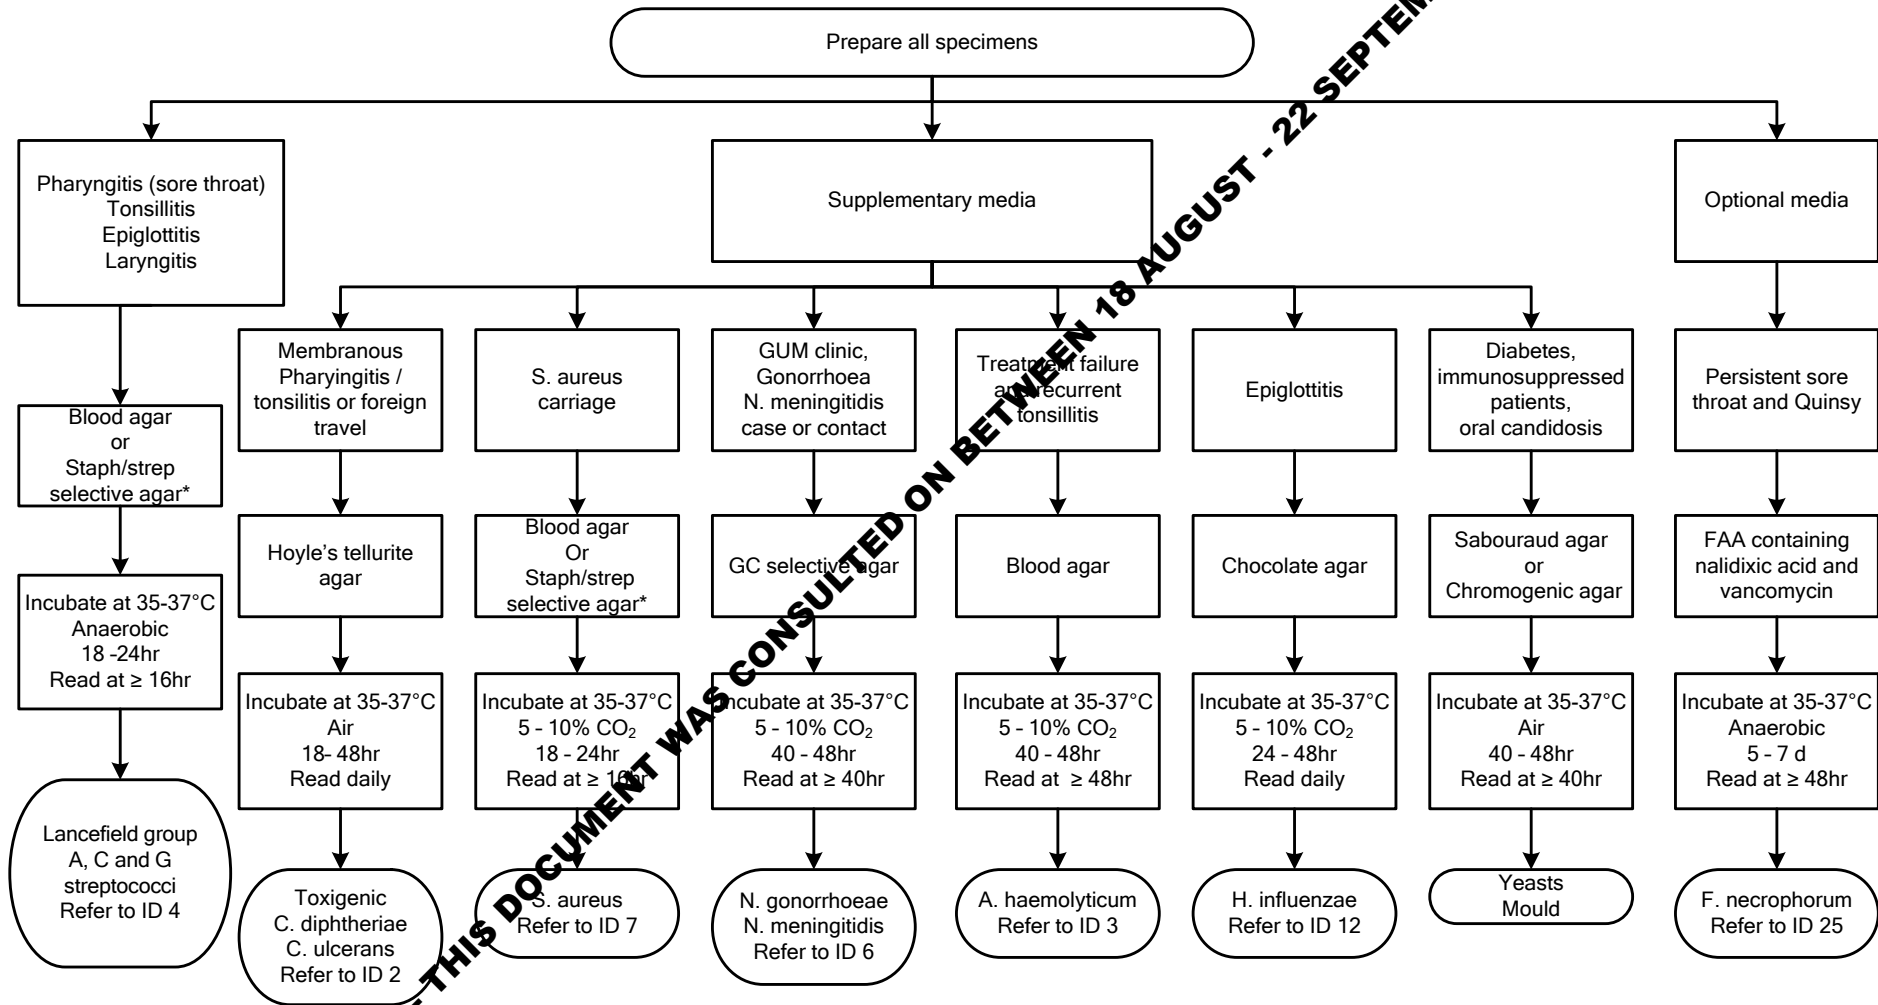 Prepare all specimens
Pharyngitis (sore throat)
Tonsillitis
Epiglottitis
Laryngitis
Supplementary media
Optional media
Blood agar
or
Staph/strep
selective agar*
Incubate at 35-37°C
Anaerobic
18 -24hr
Read at ≥ 16hr
Lancefield group
A, C and G
streptococci
Refer to ID 4
Membranous
Pharyingitis /
tonsilitis or foreign
travel
Hoyle's tellurite
agar
Incubate at 35-37°C
Air
18- 48hr
Read daily
Toxigenic
C. diphtheriae
C. ulcerans
Refer to ID 2
S. aureus
carriage
Blood agar
Or
Staph/strep
selective agar*
Incubate at 35-37°C
5 - 10% CO₂
18 - 24hr
Read at ≥ 16hr
S. aureus
Refer to ID 7
GUM clinic,
Gonorrhoea
N. meningitidis
case or contact
GC selective agar
Incubate at 35-37°C
5 - 10% CO₂
40 - 48hr
Read at ≥ 40hr
N. gonorrhoeae
N. meningitidis
Refer to ID 6
Treatment failure
and recurrent
tonsillitis
Blood agar
Incubate at 35-37°C
5 - 10% CO₂
40 - 48hr
Read at ≥ 48hr
A. haemolyticum
Refer to ID 3
Epiglottitis
Chocolate agar
Incubate at 35-37°C
5 - 10% CO₂
24 - 48hr
Read daily
H. influenzae
Refer to ID 12
Diabetes,
immunosuppressed
patients,
oral candidosis
Sabouraud agar
or
Chromogenic agar
Incubate at 35-37°C
Air
40 - 48hr
Read at ≥ 40hr
Yeasts
Mould
Persistent sore
throat and Quinsy
FAA containing
nalidixic acid and
vancomycin
Incubate at 35-37°C
Anaerobic
5 - 7 d
Read at ≥ 48hr
F. necrophorum
Refer to ID 25
- THIS DOCUMENT WAS CONSULTED ON BETWEEN 18 AUGUST - 22